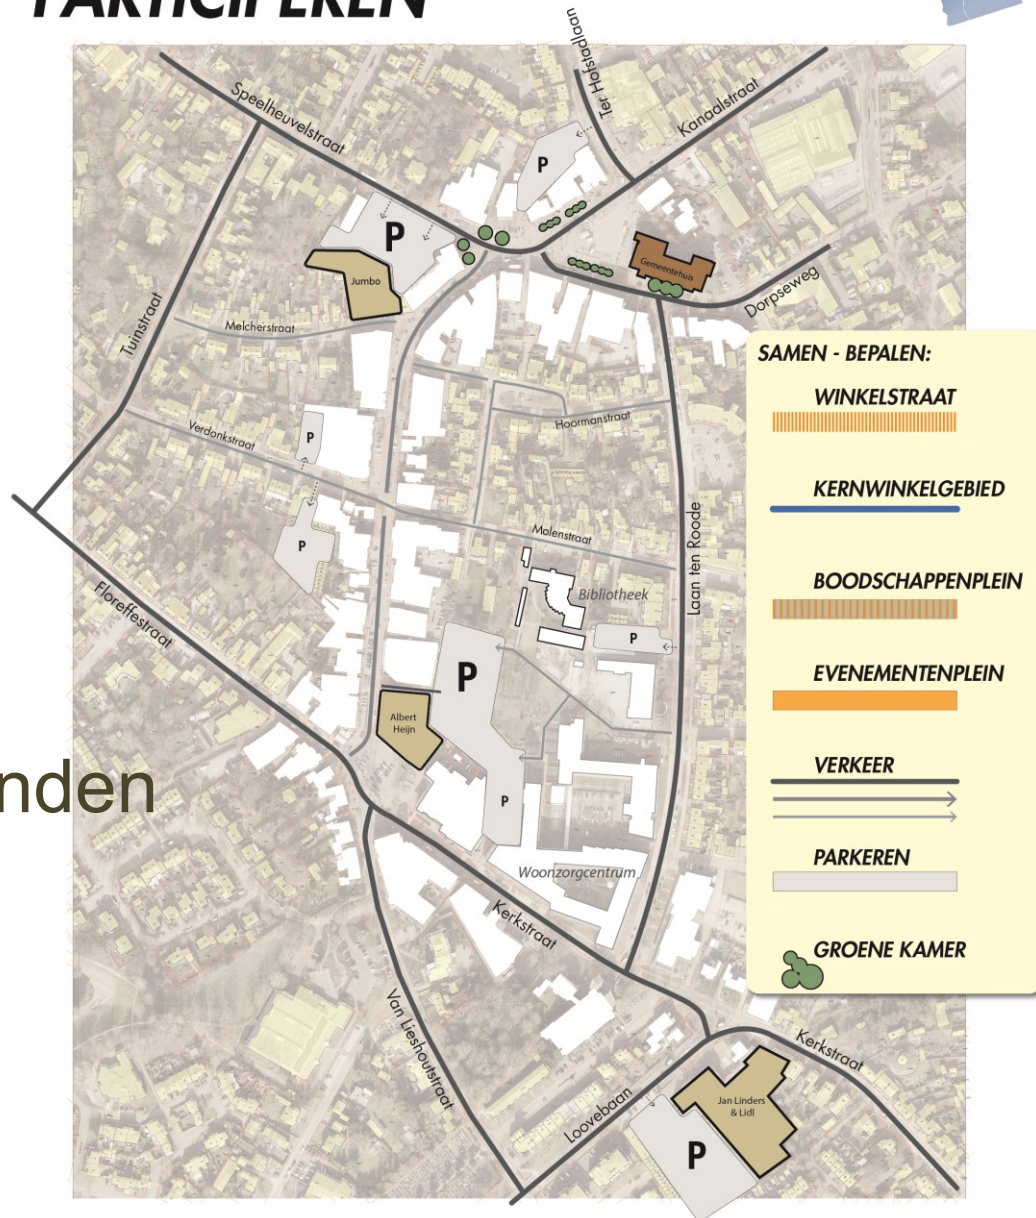 PARTICIPEREN
Ter Hofstadlaan
Kanaalstraat
Speelheuvelstraat
P
P
Gemeentehuis
Jumbo
Dorpseweg
Tuinstraat
Melcherstraat
SAMEN - BEPALEN:
WINKELSTRAAT
KERNWINKELGEBIED
BOODSCHAPPENPLEIN
EVENEMENTENPLEIN
VERKEER
PARKEREN
GROENE KAMER
Hoormanstraat
Verdonkstraat
P
Molenstraat
P
Laan ten Roode
Bibliotheek
Floreffestraat
P
P
Albert
Heijn
nden
P
Woonzorgcentrum
Kerkstraat
Van Lieshoutstraat
Kerkstraat
Loovebaan
Jan Linders
& Lidl
P